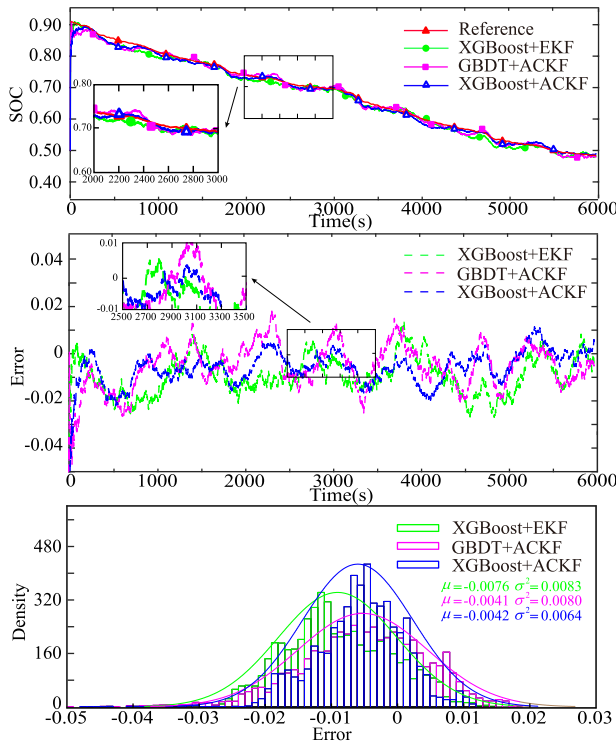 0.90
0.80
0.70
0.60
0.50
0.40
SOC
Reference
XGBoost+EKF
GBDT+ACKF
XGBoost+ACKF
0.80
0.70
0.60
2000 2200 2400 2600 2800 3000
0 1000 2000 3000 4000 5000 6000
Time(s)
0.04
0.02
0
-0.02
-0.04
Error
0.01
0
-0.01
2500 2700 2900 3100 3300 3500
XGBoost+EKF
GBDT+ACKF
XGBoost+ACKF
0 1000 2000 3000 4000 5000 6000
Time(s)
480
320
160
0
Density
XGBoost+EKF
GBDT+ACKF
XGBoost+ACKF
μ=-0.0076 σ²=0.0083
μ=-0.0041 σ²=0.0080
μ=-0.0042 σ²=0.0064
-0.05 -0.04 -0.03 -0.02 -0.01 0 0.01 0.02 0.03
Error